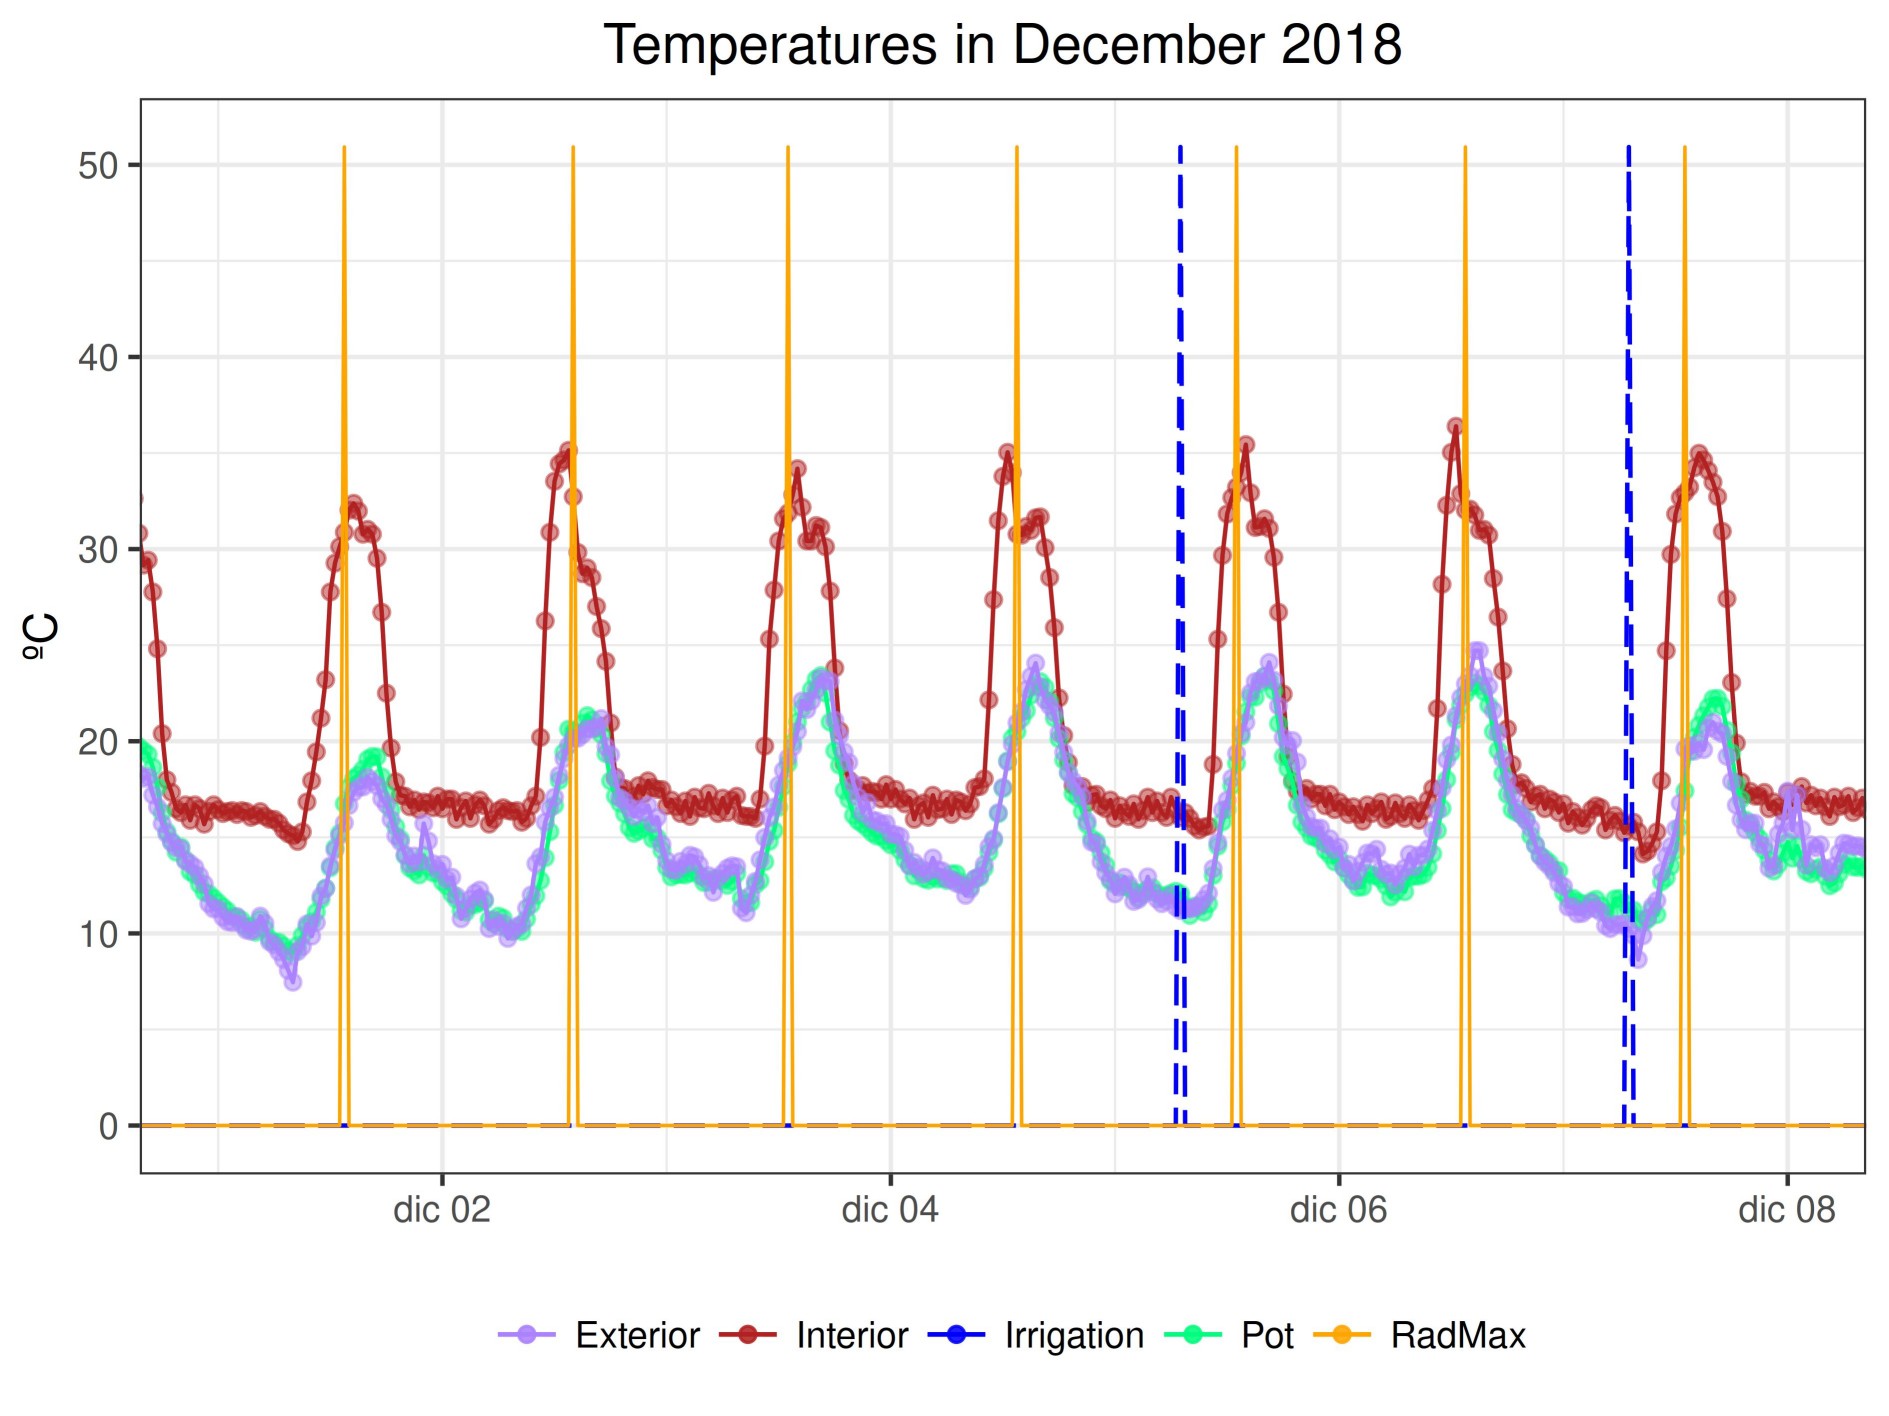 Temperatures in December 2018
50
40
30
20
10
0
ºC
dic 02 dic 04 dic 06 dic 08
Exterior Interior Irrigation Pot RadMax